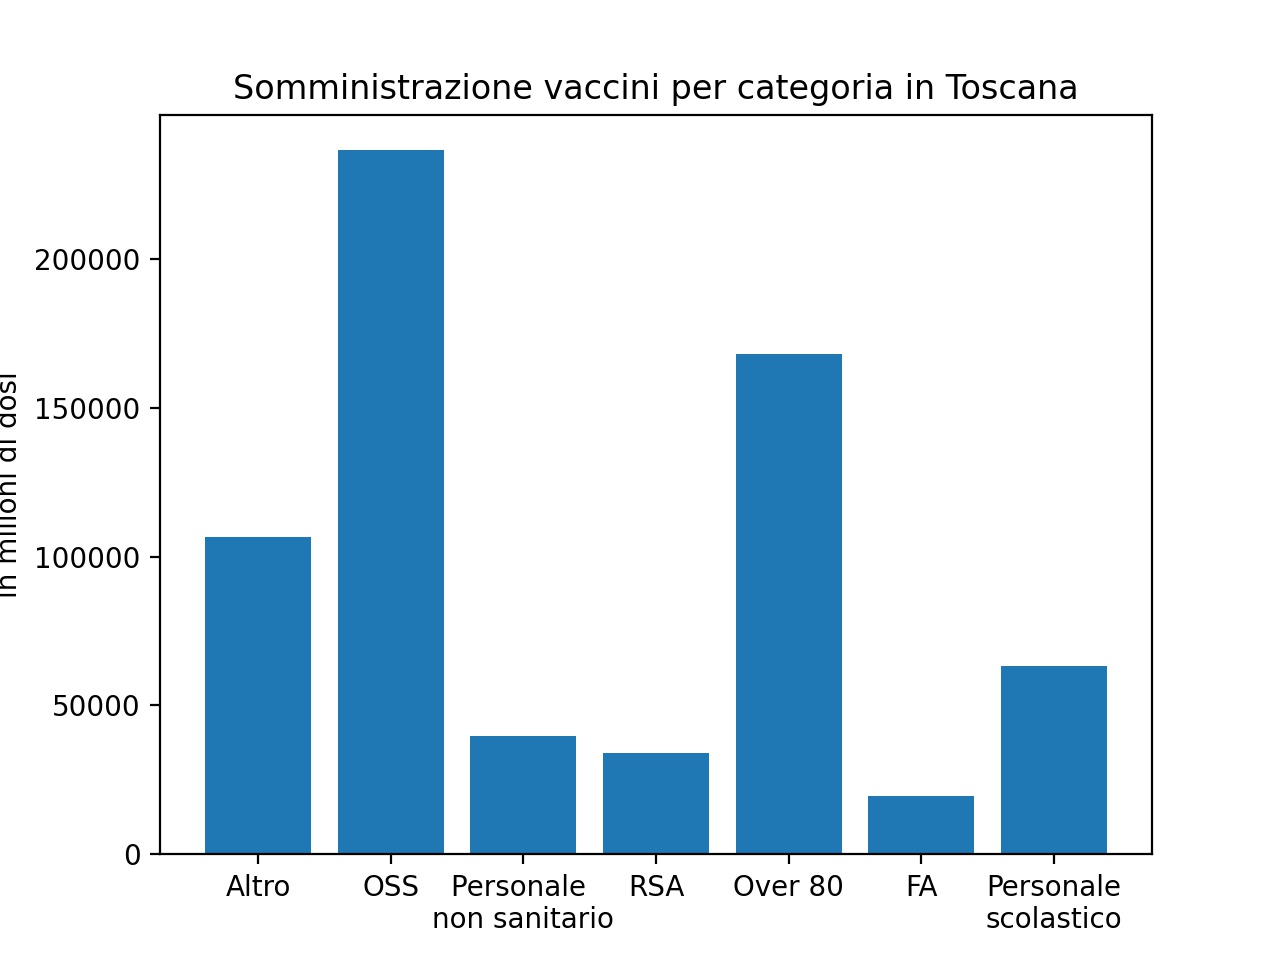 Somministrazione vaccini per categoria in Toscana
in milioni di dosi
200000
150000
100000
50000
0
Altro
OSS
Personale
non sanitario
RSA
Over 80
FA
Personale
scolastico